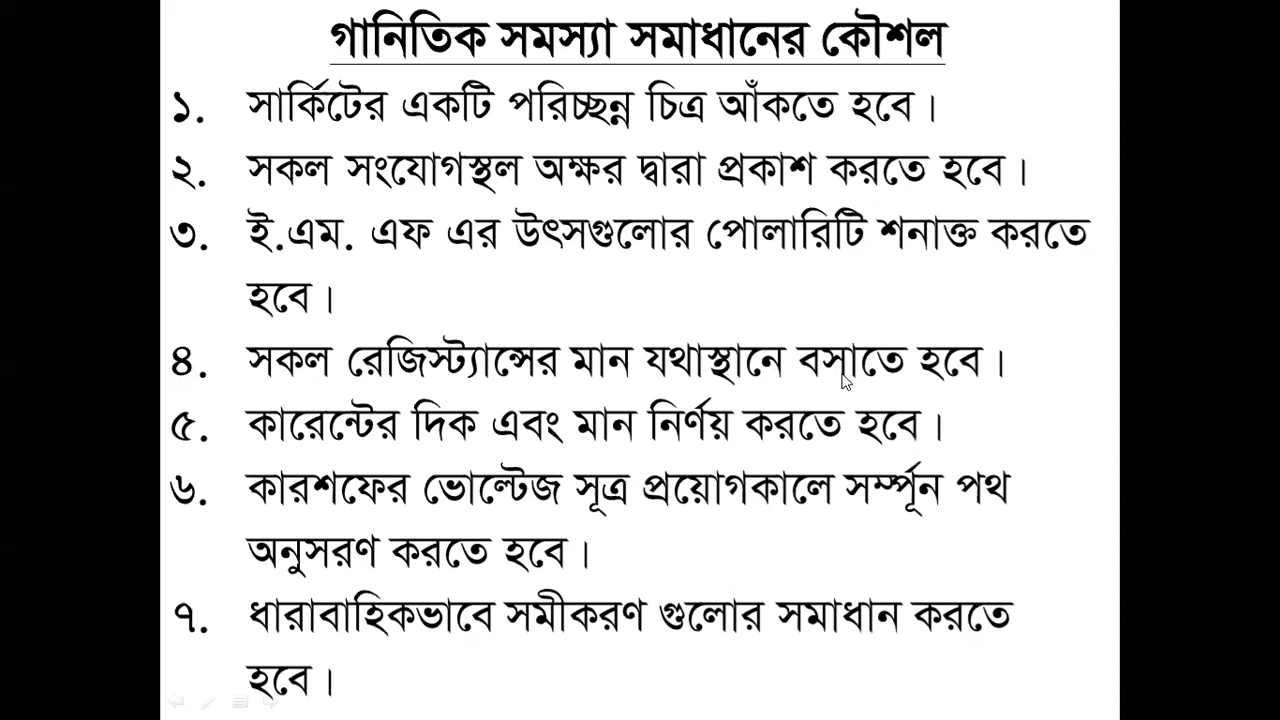 গানিতিক সমস্যা সমাধানের কৌশল
১. সার্কিটের একটি পরিচ্ছন্ন চিত্র আঁকতে হবে।
২. সকল সংযোগস্থল অক্ষর দ্বারা প্রকাশ করতে হবে।
৩. ই.এম. এফ এর উৎসগুলোর পোলারিটি শনাক্ত করতে
হবে।
৪. সকল রেজিস্ট্যান্সের মান যথাস্থানে বসাতে হবে।
৫. কারেন্টের দিক এবং মান নির্ণয় করতে হবে।
৬. কারশফের ভোল্টেজ সূত্র প্রয়োগকালে সর্ম্পূন পথ
অনুসরণ করতে হবে।
৭. ধারাবাহিকভাবে সমীকরণ গুলোর সমাধান করতে
হবে।